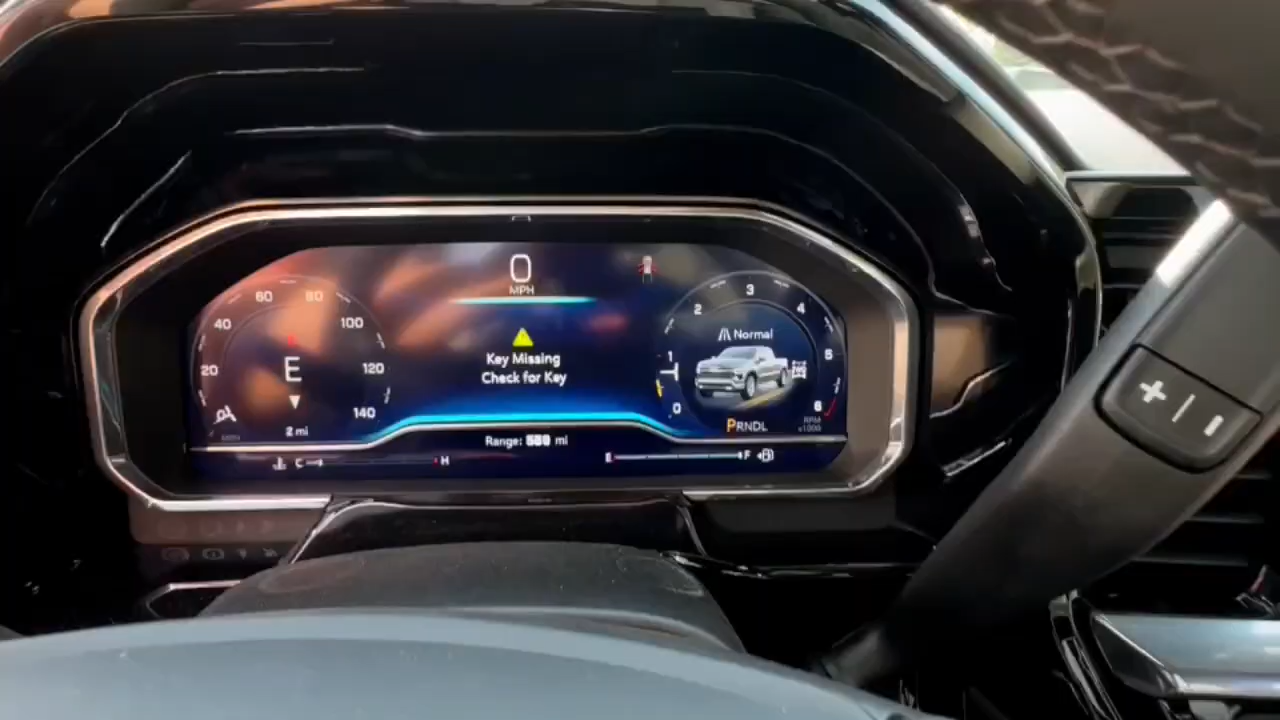 0
MPH
60 80
40 100
20 120
140
E
2 mi
Key Missing
Check for Key
3
2 4
1 5
0 6
Normal
PRNDL
RPM
x1000
Range: mi
C H
E F
+ -